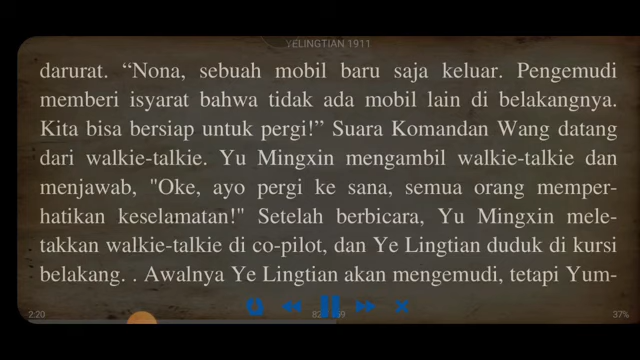 YELINGTIAN 1911
darurat. “Nona, sebuah mobil baru saja keluar. Pengemudi
memberi isyarat bahwa tidak ada mobil lain di belakangnya.
Kita bisa bersiap untuk pergi!” Suara Komandan Wang datang
dari walkie-talkie. Yu Mingxin mengambil walkie-talkie dan
menjawab, "Oke, ayo pergi ke sana, semua orang memper-
hatikan keselamatan!" Setelah berbicara, Yu Mingxin mele-
takkan walkie-talkie di co-pilot, dan Ye Lingtian duduk di kursi
belakang. . Awalnya Ye Lingtian akan mengemudi, tetapi Yum-
2:20
37%